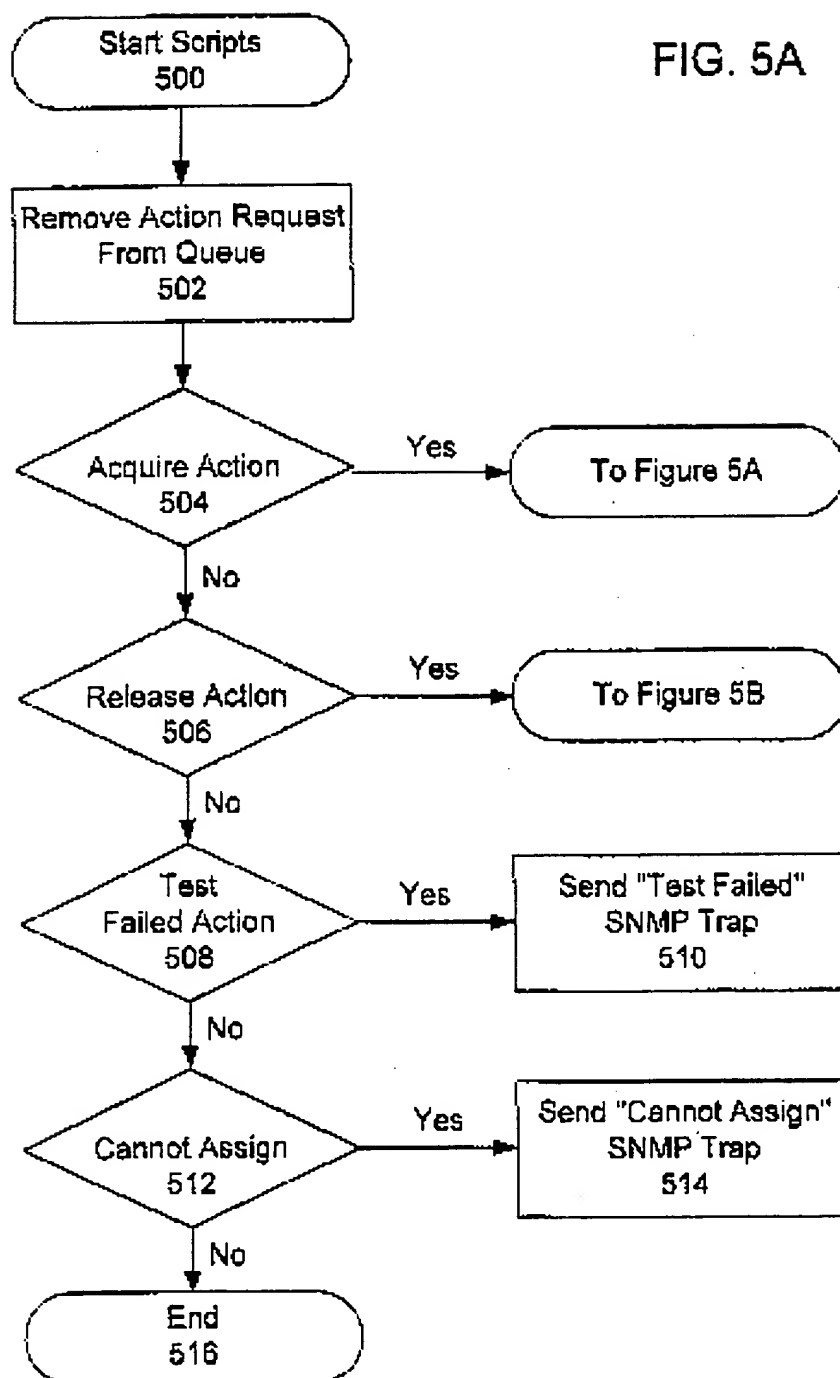 FIG. 5A
Start Scripts
500
Remove Action Request
From Queue
502
Acquire Action
504
Yes
To Figure 5A
No
Release Action
506
Yes
To Figure 5B
No
Test
Failed Action
508
Yes
Send "Test Failed"
SNMP Trap
510
No
Cannot Assign
512
Yes
Send "Cannot Assign"
SNMP Trap
514
No
End
516